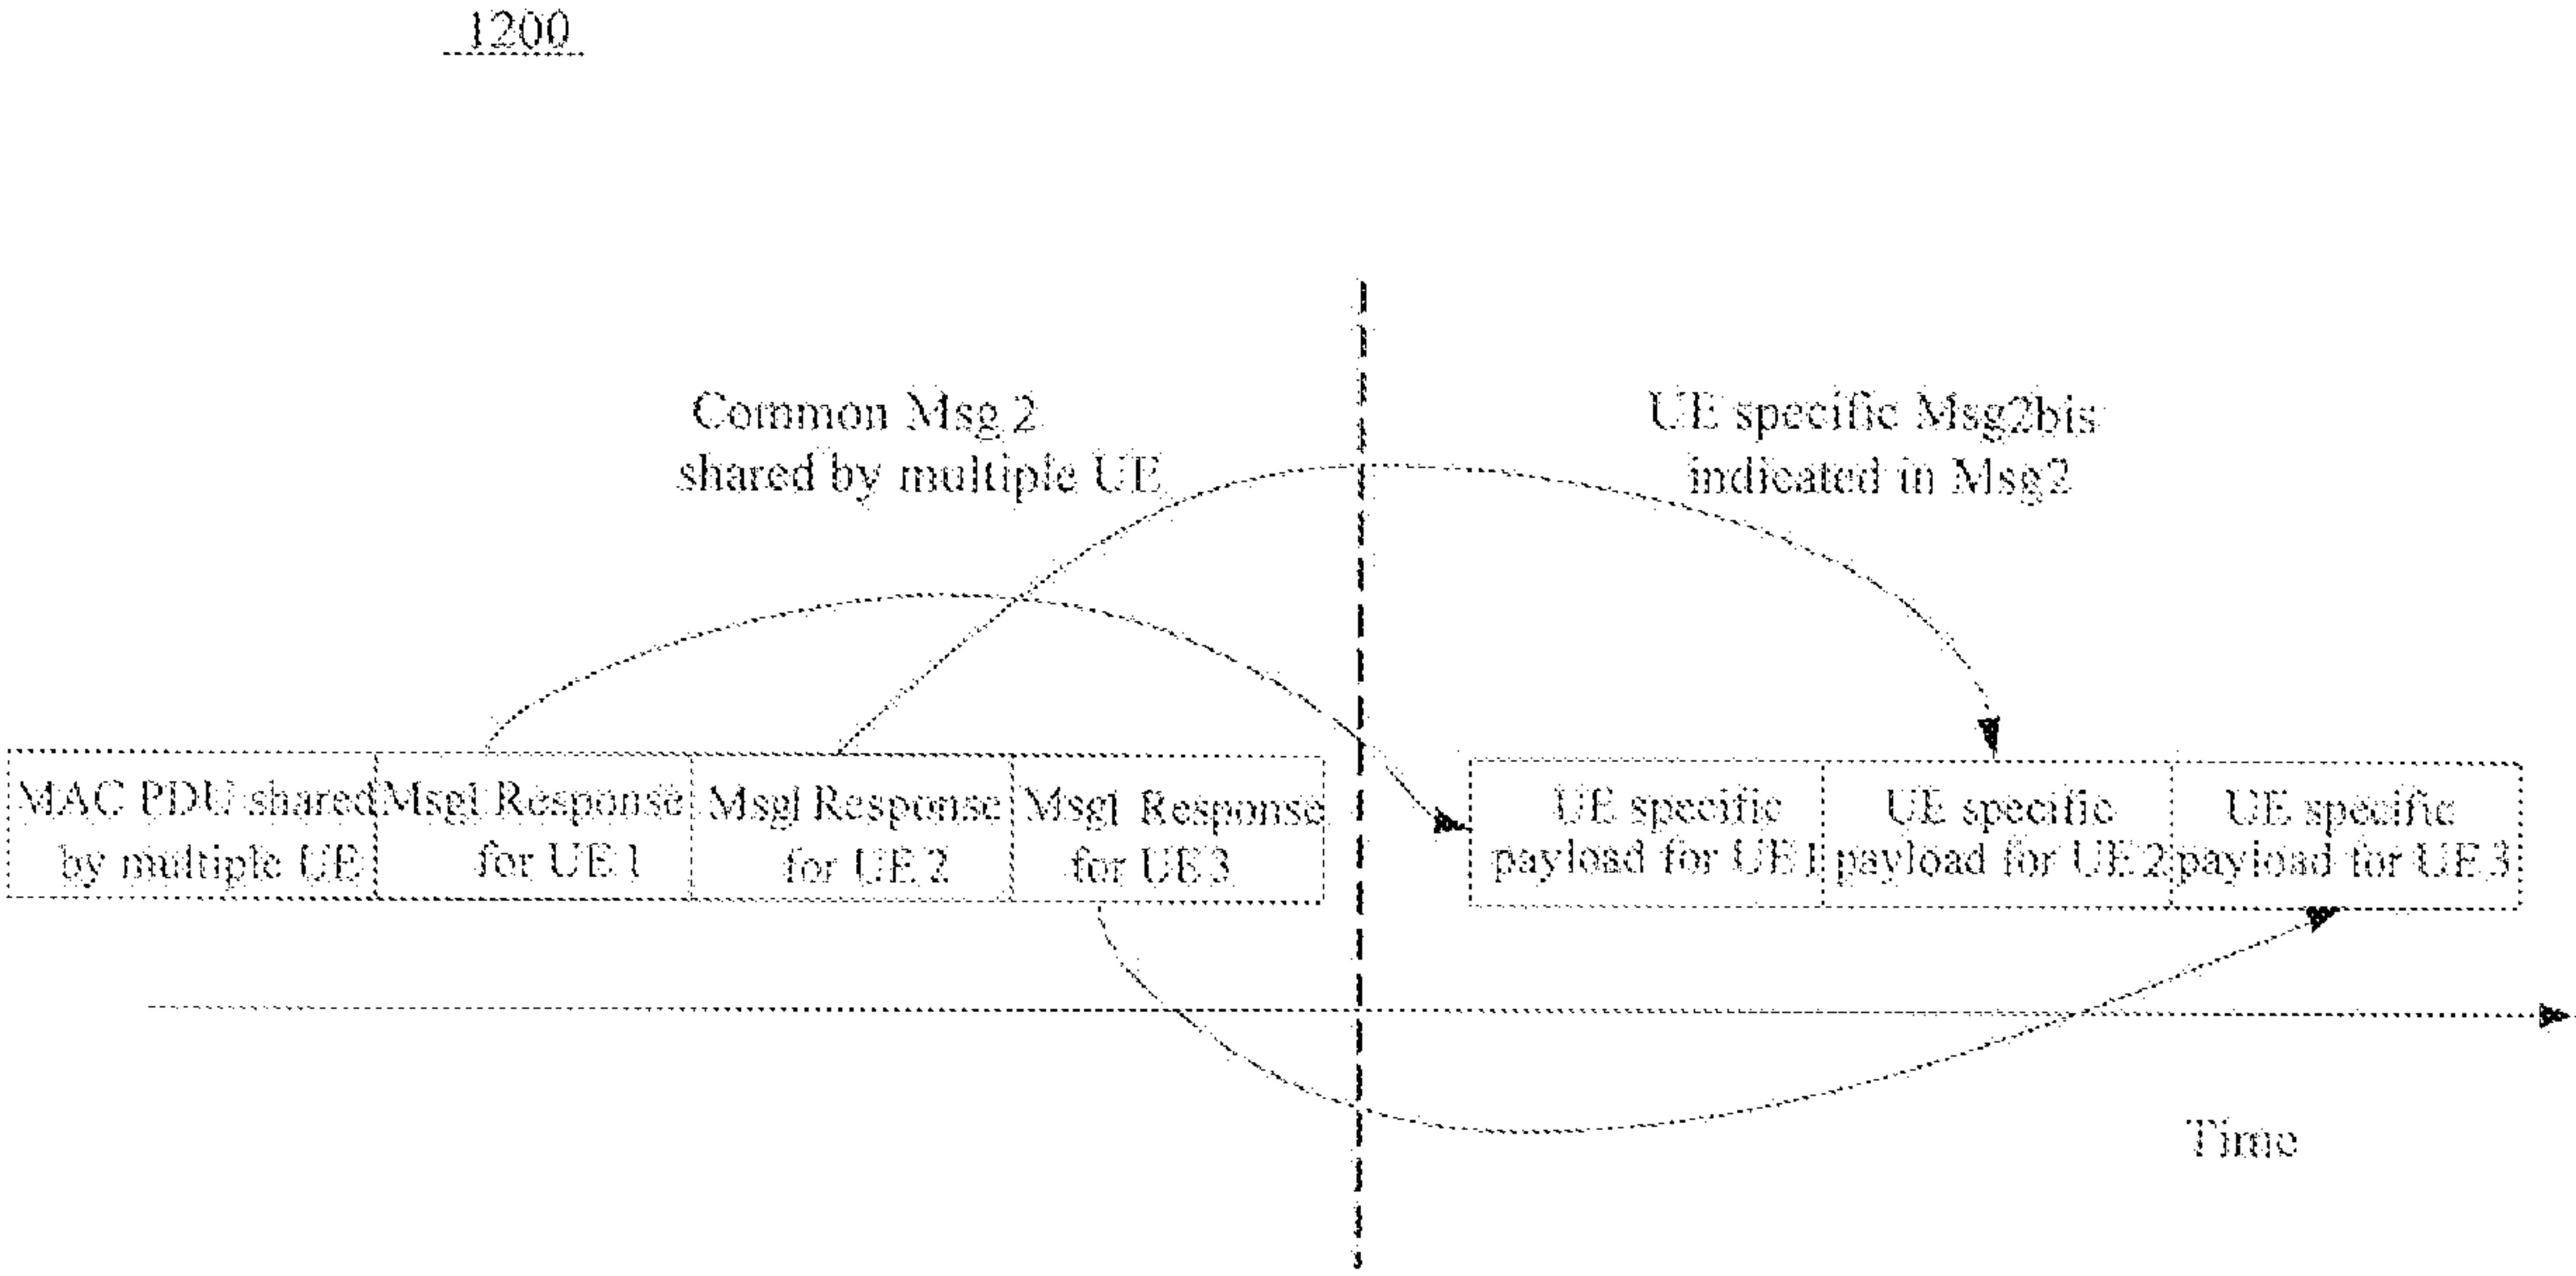 1200
Common Msg 2
shared by multiple UE
UE specific Msg2bis
indicated in Msg2
MAC PDU shared
by multiple UE
Msg1 Response
for UE 1
Msg1 Response
for UE 2
Msg1 Response
for UE 3
UE specific
payload for UE 1
UE specific
payload for UE 2
UE specific
payload for UE 3
Time